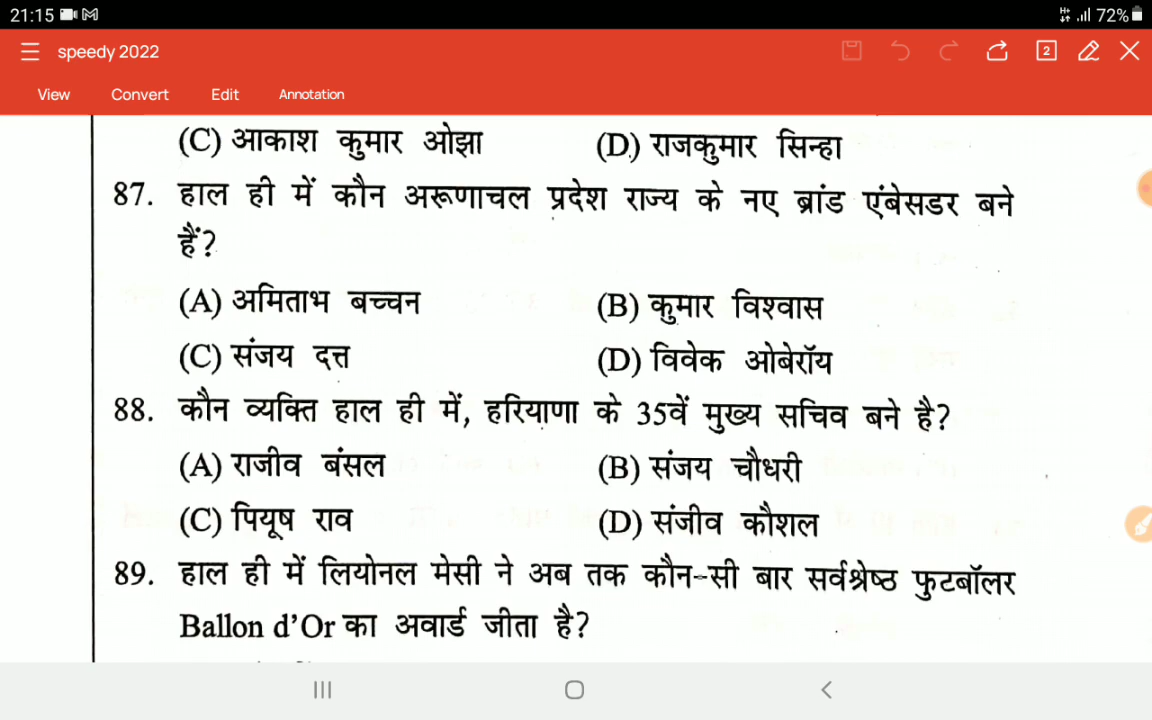 21:15 72%
speedy 2022 2
View Convert Edit Annotation
(C) आकाश कुमार ओझा (D) राजकुमार सिन्हा
87. हाल ही में कौन अरूणाचल प्रदेश राज्य के नए ब्रांड एंबेसडर बने
हैं?
(A) अमिताभ बच्चन (B) कुमार विश्वास
(C) संजय दत्त (D) विवेक ओबेरॉय
88. कौन व्यक्ति हाल ही में, हरियाणा के 35वें मुख्य सचिव बने है?
(A) राजीव बंसल (B) संजय चौधरी
(C) पियूष राव (D) संजीव कौशल
89. हाल ही में लियोनल मेसी ने अब तक कौन-सी बार सर्वश्रेष्ठ फुटबॉलर
Ballon d'Or का अवार्ड जीता है?